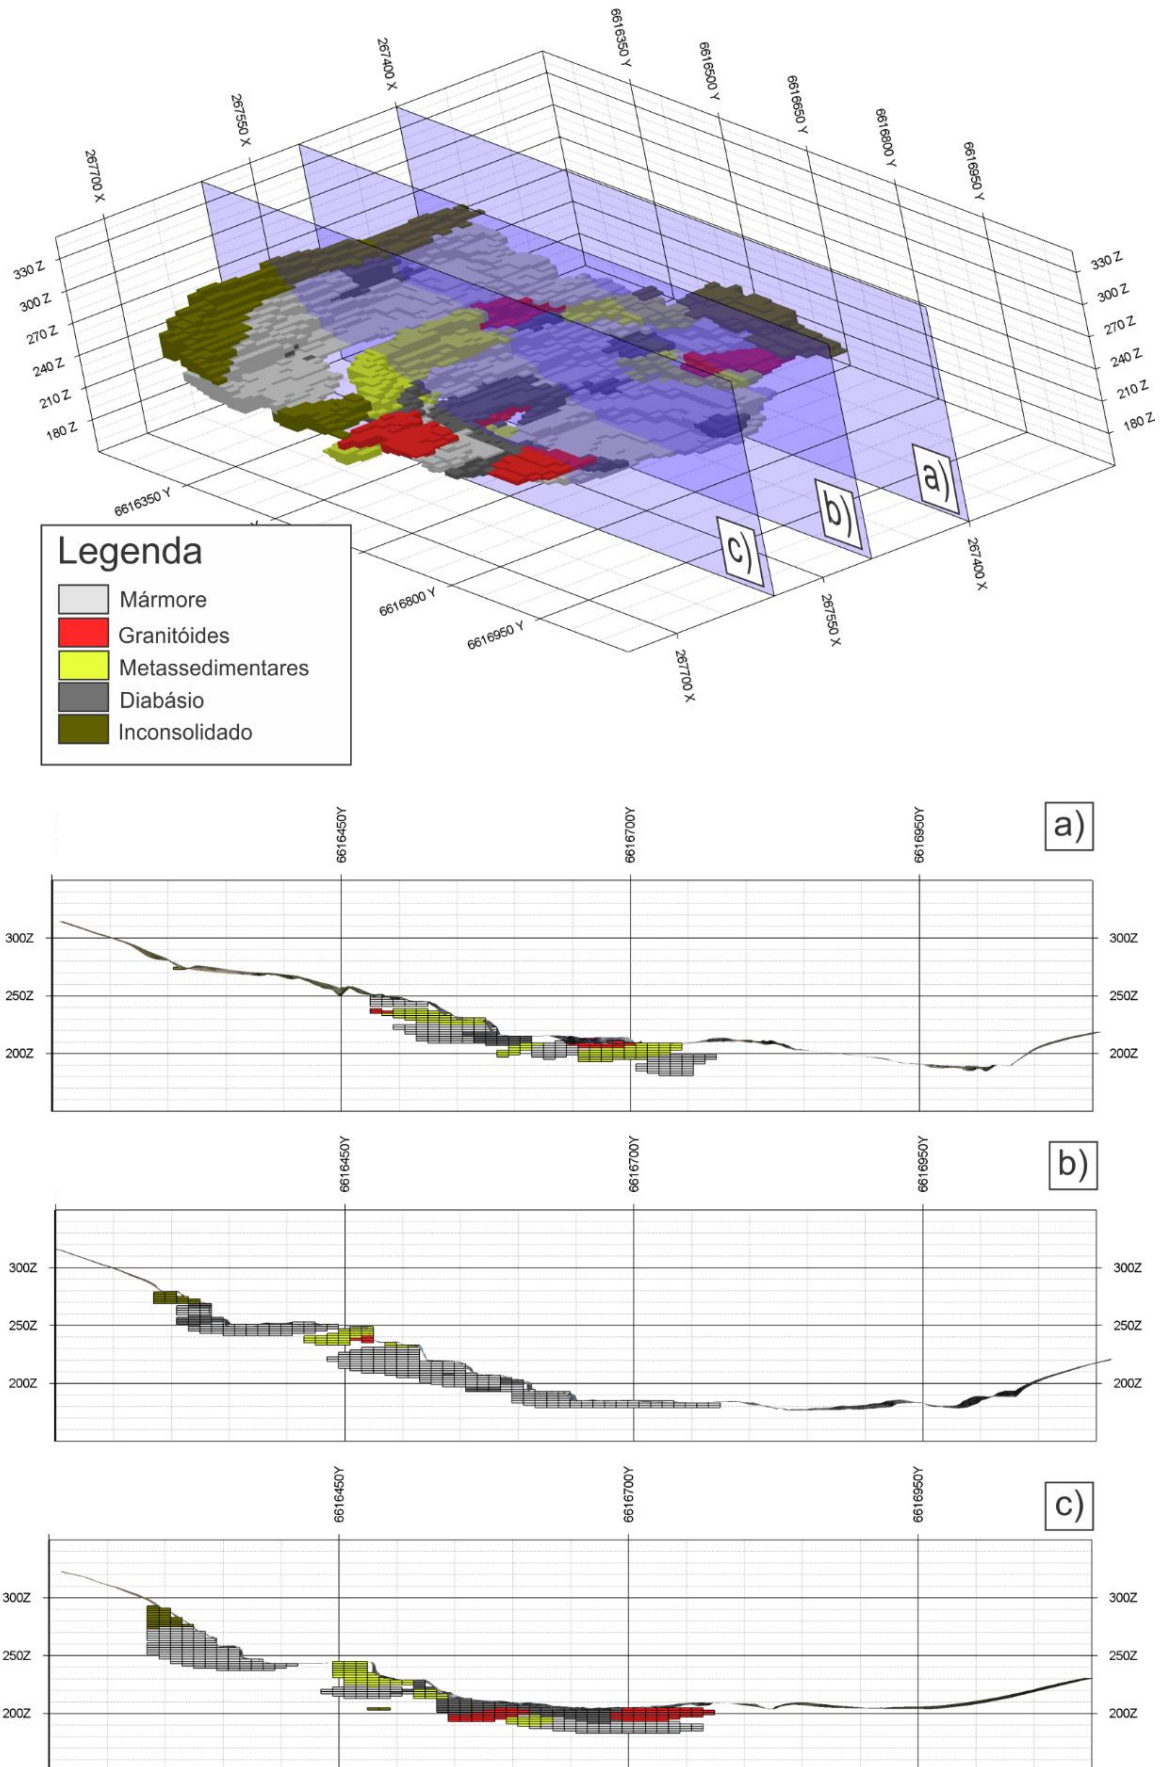 267400 X
6616350 Y
6616500 Y
6616650 Y
6616800 Y
6616950 Y
267550 X
267700 X
330 Z
300 Z
270 Z
240 Z
210 Z
180 Z
330 Z
300 Z
270 Z
240 Z
210 Z
180 Z
a)
b)
c)
6616350 Y
6616800 Y
6616950 Y
267400 X
267550 X
267700 X
Legenda
Mármore
Granitóides
Metassedimentares
Diabásio
Inconsolidado
a)
6616450Y
6616700Y
6616950Y
300Z
300Z
250Z
250Z
200Z
200Z
b)
6616450Y
6616700Y
6616950Y
300Z
300Z
250Z
250Z
200Z
200Z
c)
6616450Y
6616700Y
6616950Y
300Z
300Z
250Z
250Z
200Z
200Z